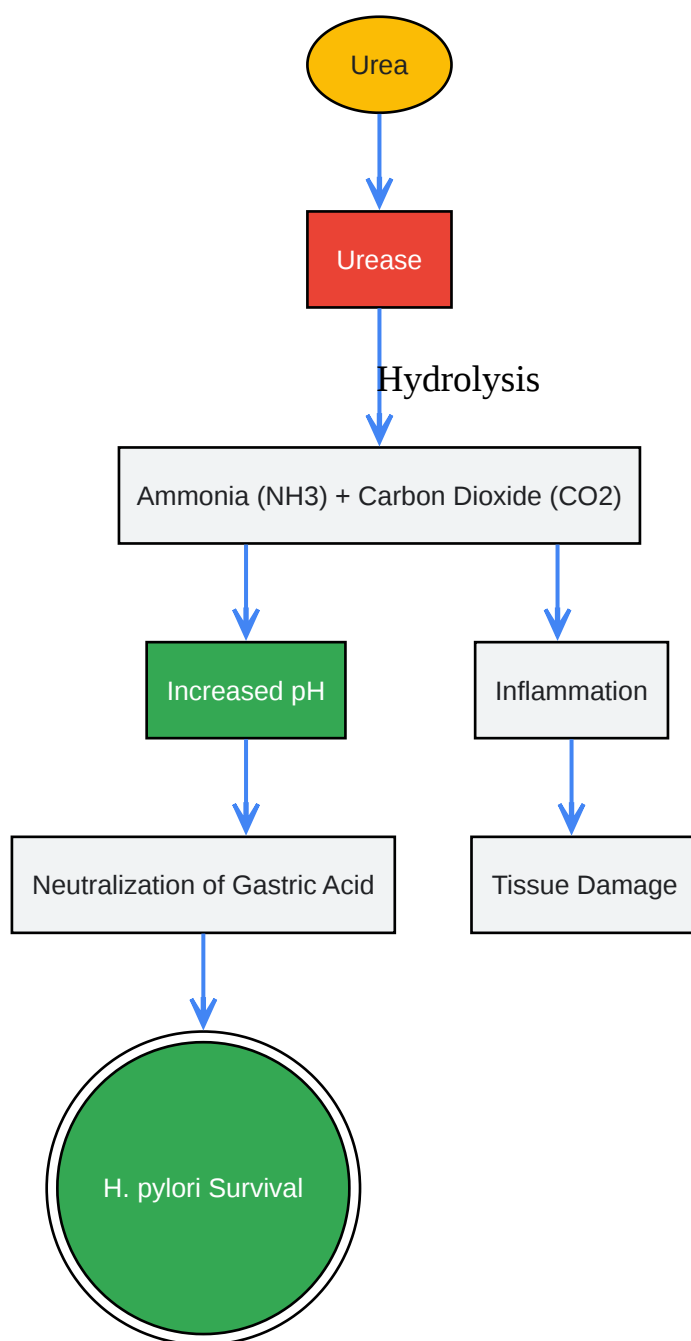 Urea
Urease
Hydrolysis
Ammonia (NH3) + Carbon Dioxide (CO2)
Increased pH
Inflammation
Neutralization of Gastric Acid
Tissue Damage
H. pylori Survival